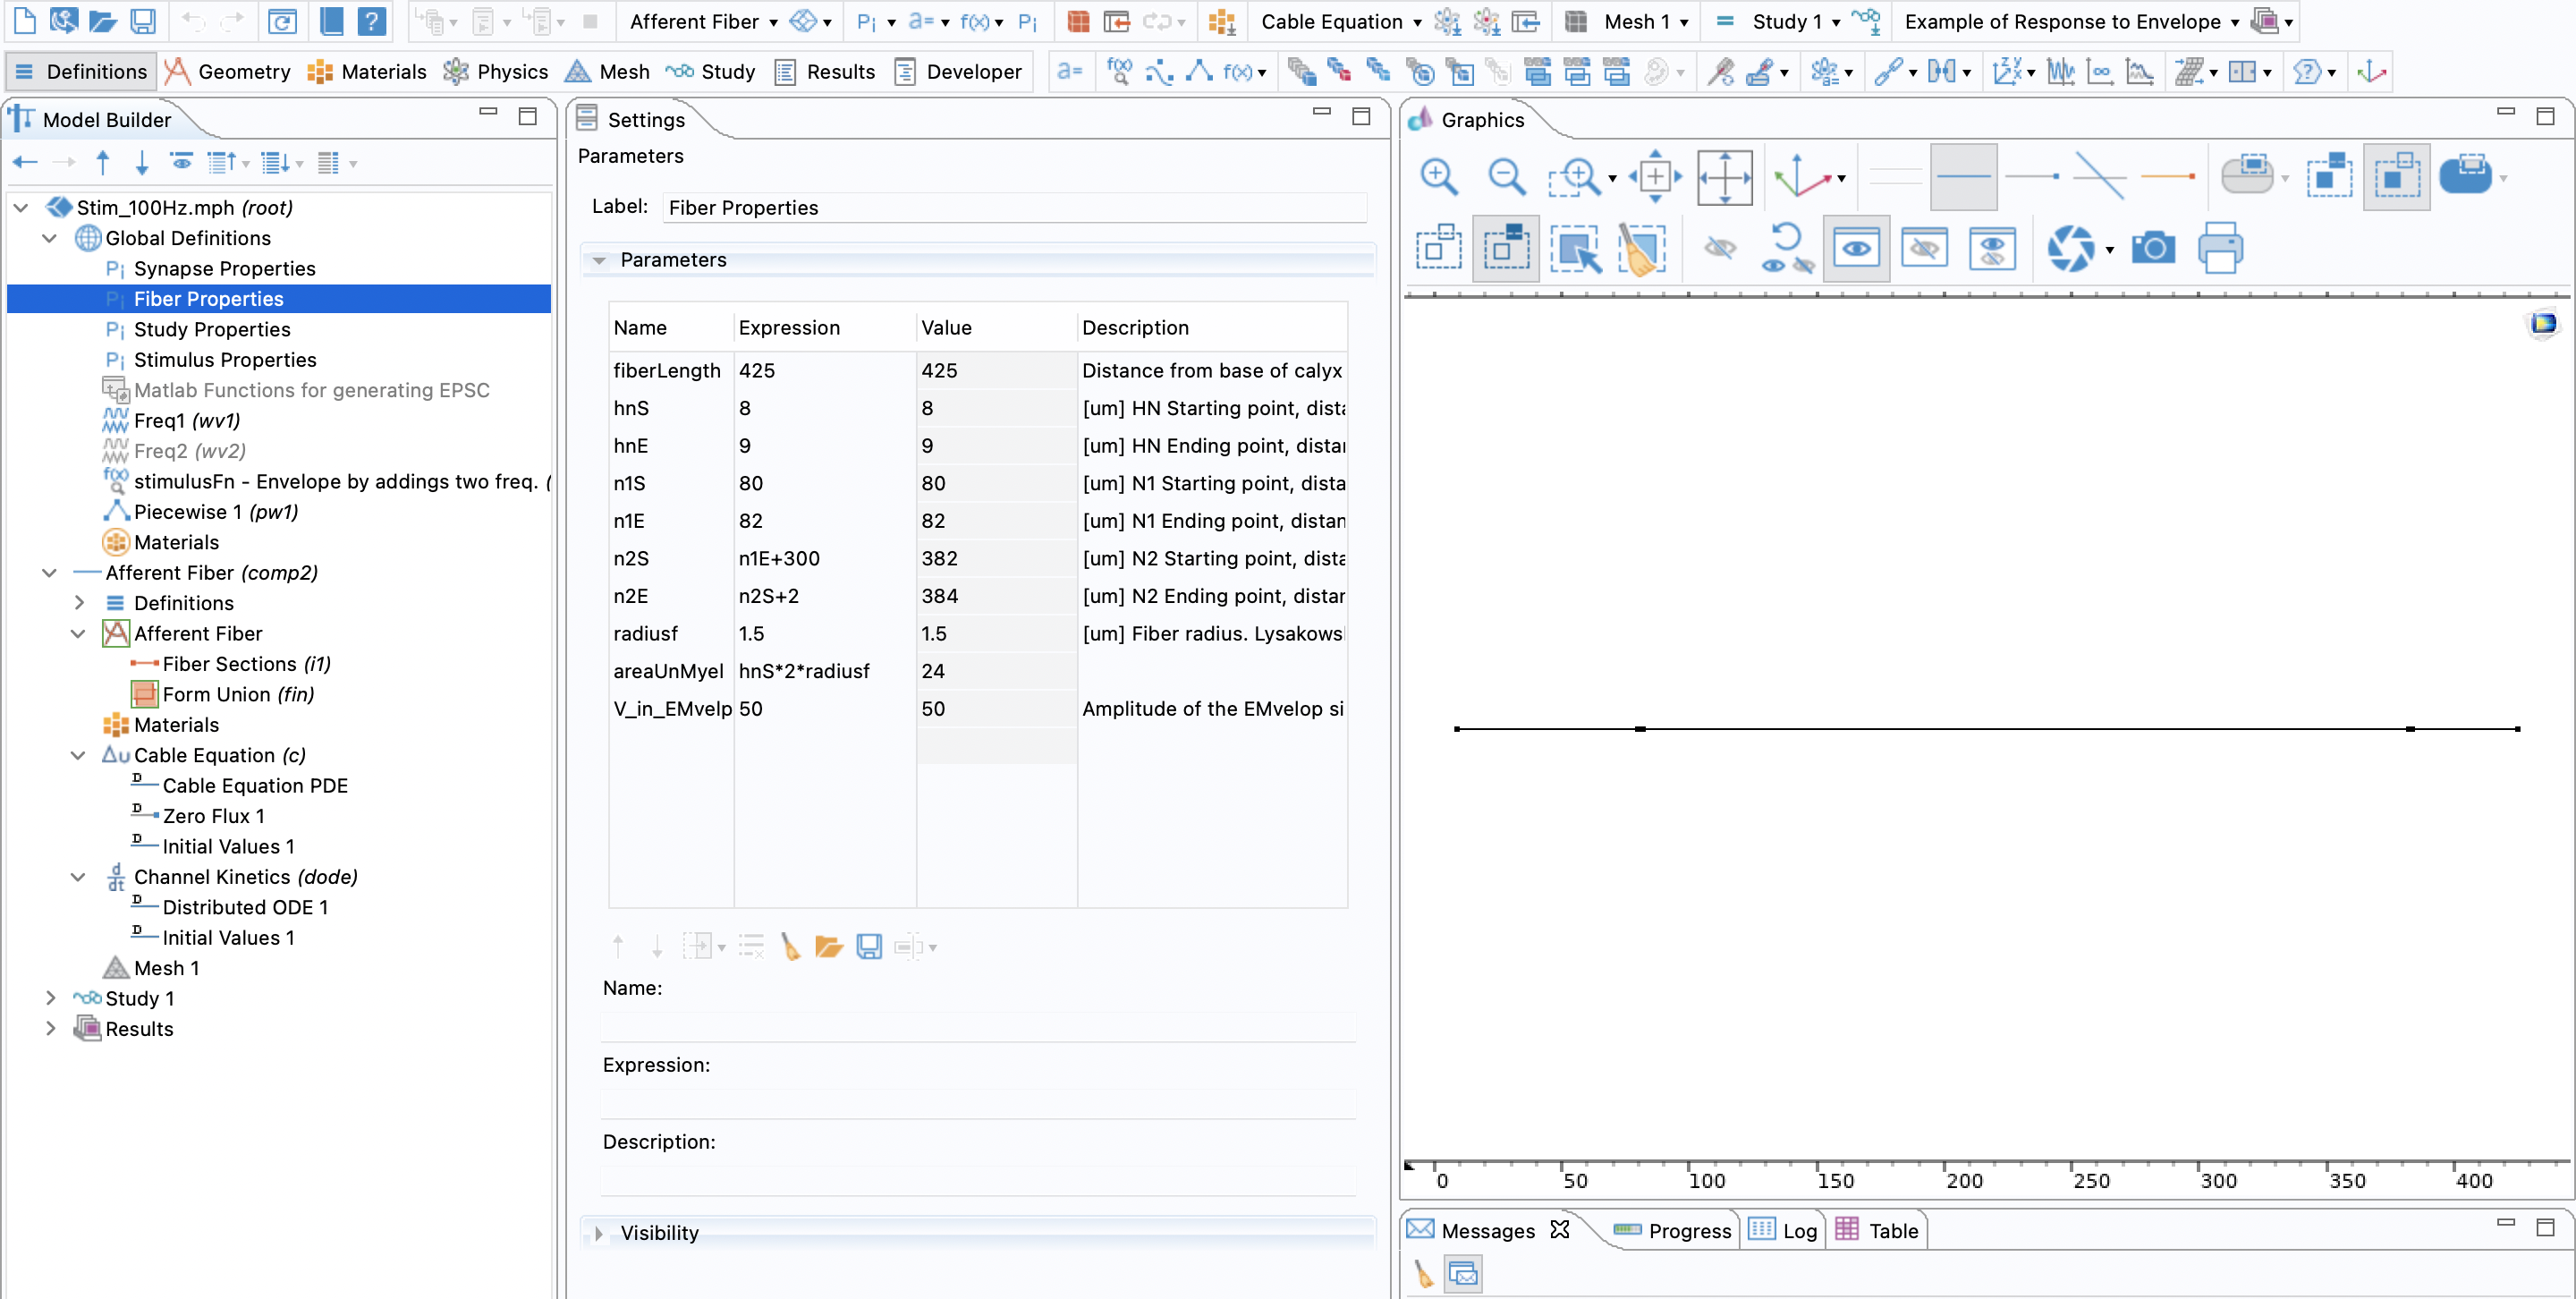 Afferent Fiber
Pi
a=
f(x)
Pi
Cable Equation
Mesh 1
Study 1
Example of Response to Envelope
Definitions
Geometry
Materials
Physics
Mesh
Study
Results
Developer
a=
f(x)
Model Builder
Stim_100Hz.mph (root)
Global Definitions
Pi Synapse Properties
Pi Fiber Properties
Pi Study Properties
Pi Stimulus Properties
Matlab Functions for generating EPSC
Freq1 (wv1)
Freq2 (wv2)
stimulusFn - Envelope by addings two freq. (
Piecewise 1 (pw1)
Materials
Afferent Fiber (comp2)
Definitions
Afferent Fiber
Fiber Sections (i1)
Form Union (fin)
Materials
Δu Cable Equation (c)
D Cable Equation PDE
D Zero Flux 1
D Initial Values 1
d/dt Channel Kinetics (dode)
D Distributed ODE 1
D Initial Values 1
Mesh 1
Study 1
Results
Settings
Parameters
Label: Fiber Properties
Parameters
Name Expression Value Description
fiberLength 425 425 Distance from base of calyx
hnS 8 8 [um] HN Starting point, dista
hnE 9 9 [um] HN Ending point, distan
n1S 80 80 [um] N1 Starting point, dista
n1E 82 82 [um] N1 Ending point, distan
n2S n1E+300 382 [um] N2 Starting point, dista
n2E n2S+2 384 [um] N2 Ending point, distan
radiusf 1.5 1.5 [um] Fiber radius. Lysakows
areaUnMyel hnS*2*radiusf 24
V_in_EMvelp 50 50 Amplitude of the EMvelop si
Name:
Expression:
Description:
Visibility
Graphics
0 50 100 150 200 250 300 350 400
Messages
Progress
Log
Table